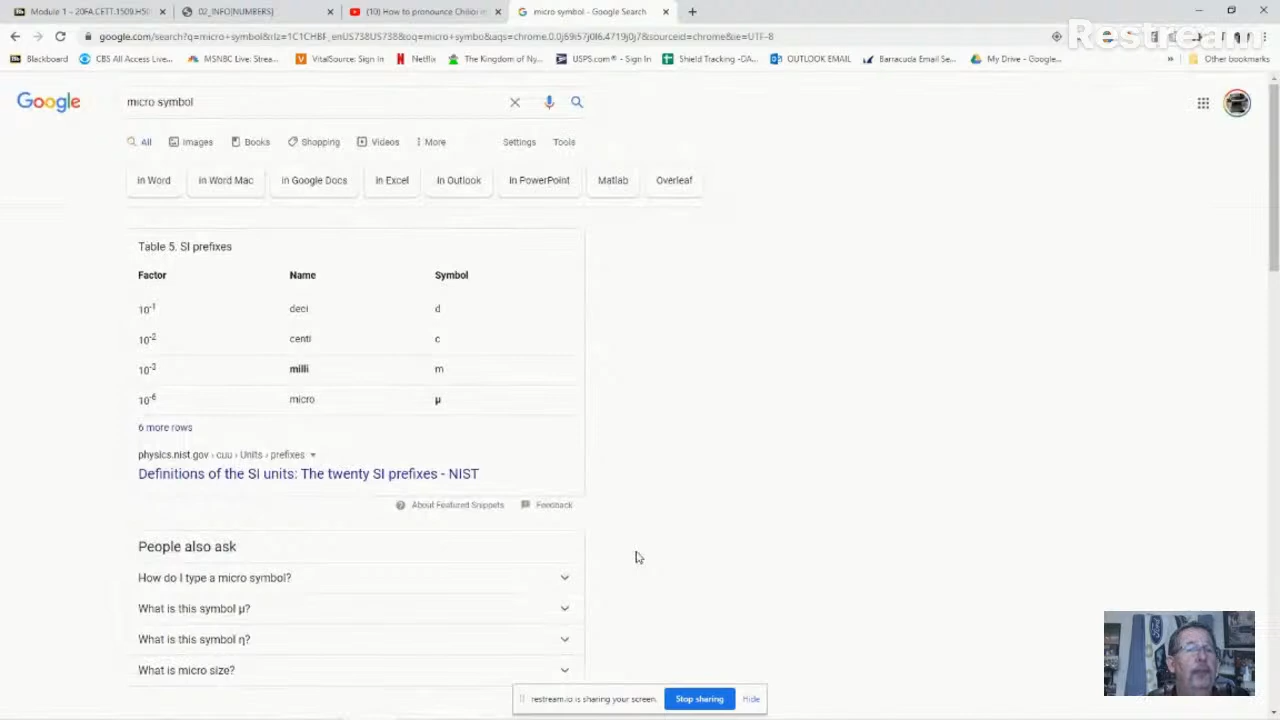 Module 1 – 20FA.CETT.1509.H50
02_INFO[NUMBERS]
(10) How to pronounce
micro symbol - Google Search
Restream
Blackboard
CBS All Access Live...
MSNBC Live: Strea...
VitalSource: Sign In
Netflix
The Kingdom of Ny...
USPS.com® - Sign In
Shield Tracking -DA...
OUTLOOK EMAIL
Barracuda Email Se...
My Drive - Google...
»
Other bookmarks
Google
micro symbol
All Images Books Shopping Videos More Settings Tools
in Word in Word Mac in Google Docs in Excel in Outlook in PowerPoint Matlab Overleaf
Table 5. SI prefixes
Factor Name Symbol
10-1 deci d
10-2 centi c
10-3 milli m
10-6 micro μ
6 more rows
physics.nist.gov › cuu › Units › prefixes
Definitions of the SI units: The twenty SI prefixes - NIST
About Featured Snippets Feedback
People also ask
How do I type a micro symbol?
What is this symbol μ?
What is this symbol η?
What is micro size?
restream.io is sharing your screen. Stop sharing Hide